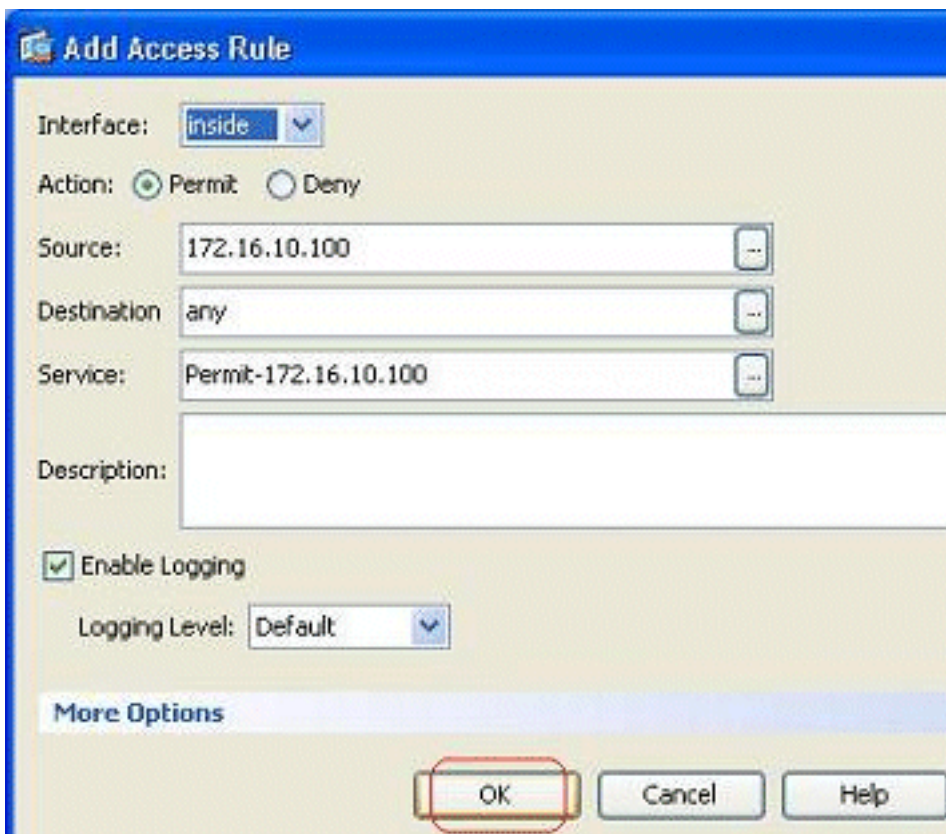 Add Access Rule
Interface: inside
Action: Permit Deny
Source: 172.16.10.100 ...
Destination any ...
Service: Permit-172.16.10.100 ...
Description:
Enable Logging
Logging Level: Default
More Options
OK Cancel Help